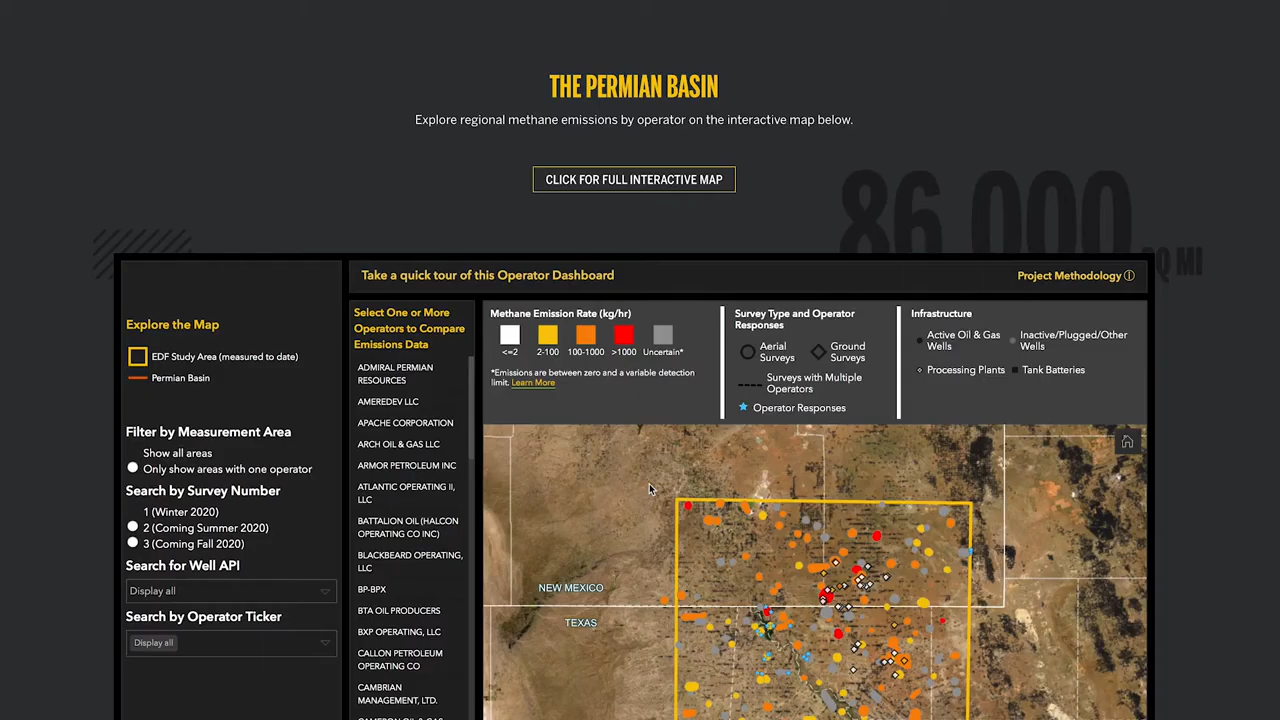 THE PERMIAN BASIN
Explore regional methane emissions by operator on the interactive map below.
CLICK FOR FULL INTERACTIVE MAP
86,000
SQ MI
Take a quick tour of this Operator Dashboard
Project Methodology ⓘ
Explore the Map
EDF Study Area (measured to date)
Permian Basin
Filter by Measurement Area
Show all areas
Only show areas with one operator
Search by Survey Number
1 (Winter 2020)
2 (Coming Summer 2020)
3 (Coming Fall 2020)
Search for Well API
Display all
Search by Operator Ticker
Display all
Select One or More
Operators to Compare
Emissions Data
ADMIRAL PERMIAN
RESOURCES
AMEREDEV LLC
APACHE CORPORATION
ARCH OIL & GAS LLC
ARMOR PETROLEUM INC
ATLANTIC OPERATING II,
LLC
BATTALION OIL (HALCON
OPERATING CO INC)
BLACKBEARD OPERATING,
LLC
BP-BPX
BTA OIL PRODUCERS
BXP OPERATING, LLC
CALLON PETROLEUM
OPERATING CO
CAMBRIAN
MANAGEMENT, LTD.
CAMERON OIL & GAS
Methane Emission Rate (kg/hr)
<=2
2-100
100-1000
>1000
Uncertain*
*Emissions are between zero and a variable detection
limit. Learn More
Survey Type and Operator
Responses
Aerial
Surveys
Ground
Surveys
Surveys with Multiple
Operators
Operator Responses
Infrastructure
Active Oil & Gas
Wells
Inactive/Plugged/Other
Wells
Processing Plants
Tank Batteries
NEW MEXICO
TEXAS